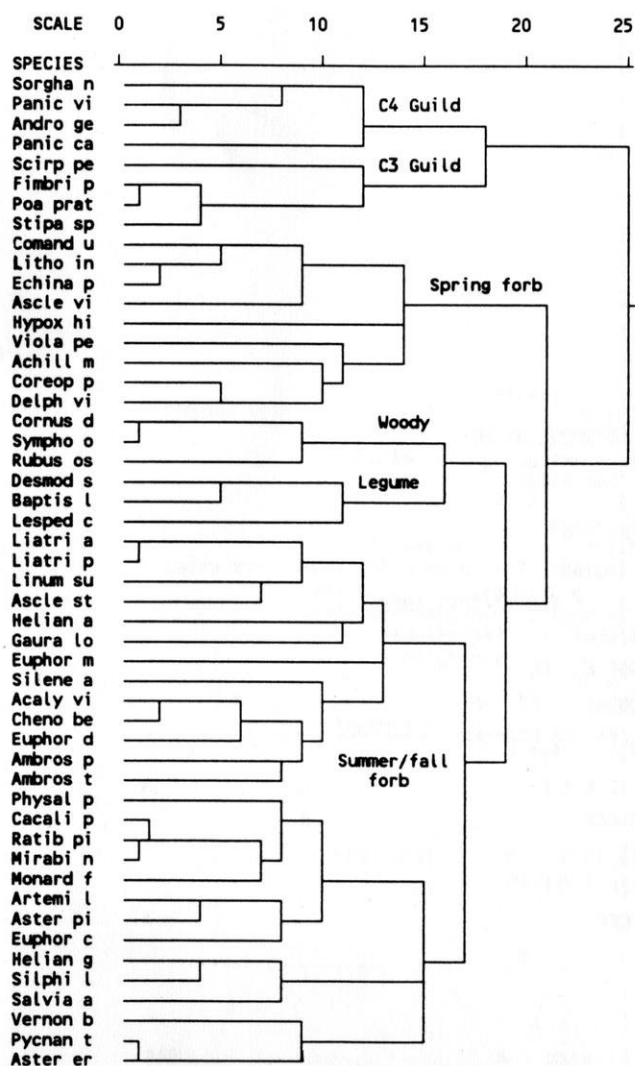 SCALE 0 5 10 15 20 25
SPECIES
Sorgha n
Panic vi C4 Guild
Andro ge
Panic ca
Scirp pe C3 Guild
Fimbri p
Poa prat
Stipa sp
Comand u
Litho in
Echina p Spring forb
Ascle vi
Hypox hi
Viola pe
Achill m
Coreop p
Delph vi
Cornus d Woody
Sympho o
Rubus os
Desmod s Legume
Baptis l
Lesped c
Liatri a
Liatri p
Linum su
Ascle st
Helian a
Gaura lo
Euphor m
Silene a
Acaly vi
Cheno be
Euphor d
Ambros p Summer/fall
Ambros t forb
Physal p
Cacali p
Ratib pi
Mirabi n
Monard f
Artemi l
Aster pi
Euphor c
Helian g
Silphi l
Salvia a
Vernon b
Pycnan t
Aster er